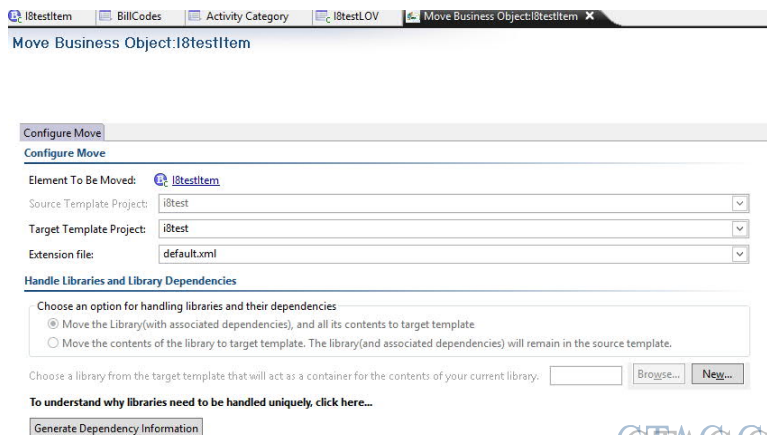 I8testItem BillCodes Activity Category I8testLOV Move Business Object:I8testItem
Move Business Object:I8testItem
Configure Move
Configure Move
Element To Be Moved: I8testItem
Source Template Project: i8test
Target Template Project: i8test
Extension file: default.xml
Handle Libraries and Library Dependencies
Choose an option for handling libraries and their dependencies
Move the Library(with associated dependencies), and all its contents to target template
Move the contents of the library to target template. The library(and associated dependencies) will remain in the source template.
Choose a library from the target template that will act as a container for the contents of your current library. Browse... New...
To understand why libraries need to be handled uniquely, click here...
Generate Dependency Information